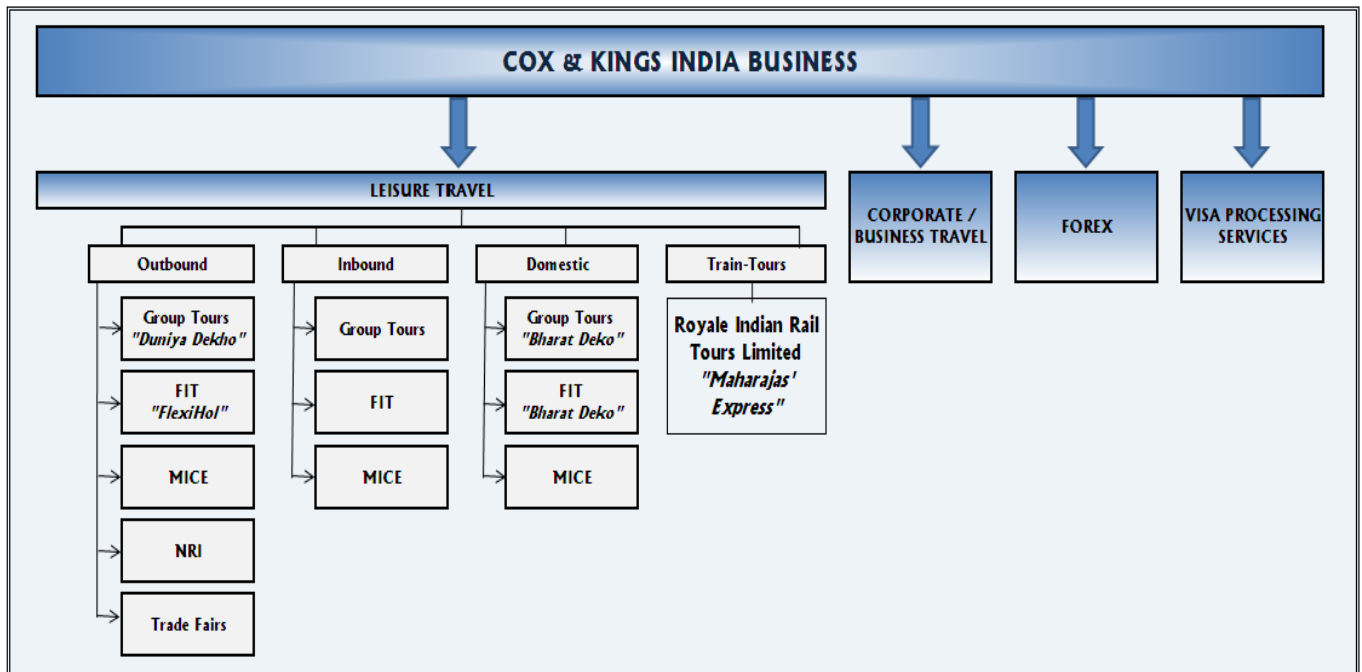 COX & KINGS INDIA BUSINESS
LEISURE TRAVEL
CORPORATE /
BUSINESS TRAVEL
FOREX
VISA PROCESSING
SERVICES
Outbound
Inbound
Domestic
Train-Tours
Group Tours
"Duniya Dekho"
FIT
"FlexiHol"
MICE
NRI
Trade Fairs
Group Tours
FIT
MICE
Group Tours
"Bharat Deko"
FIT
"Bharat Deko"
MICE
Royale Indian Rail
Tours Limited
"Maharajas'
Express"